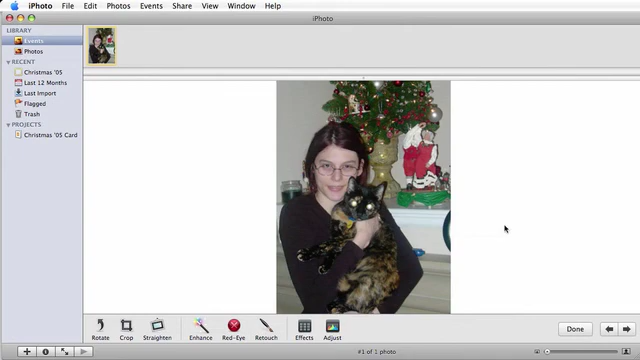 iPhoto File Edit Photos Events Share View Window Help
iPhoto
LIBRARY
Events
Photos
RECENT
Christmas '05
Last 12 Months
Last Import
Flagged
Trash
PROJECTS
Christmas '05 Card
Rotate Crop Straighten Enhance Red-Eye Retouch Effects Adjust Done
#1 of 1 photo